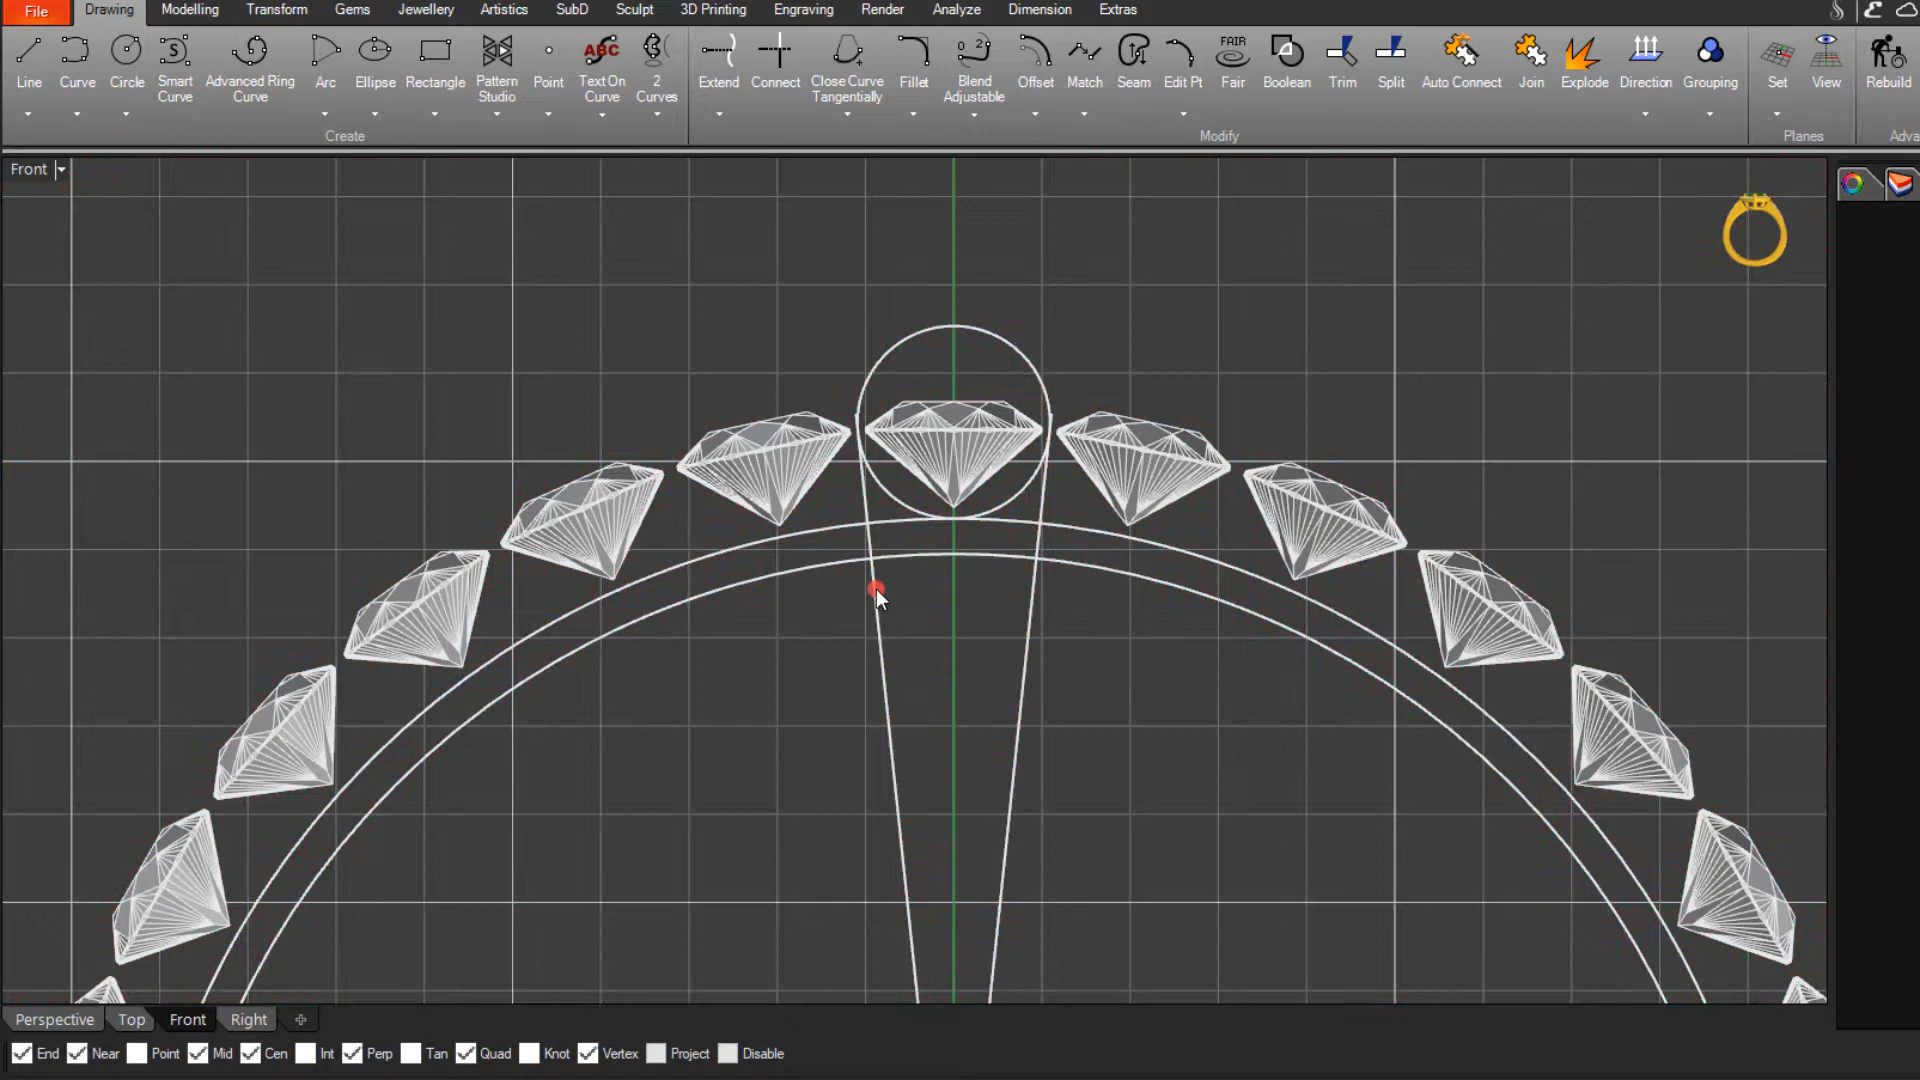 File Drawing Modelling Transform Gems Jewellery Artistics SubD Sculpt 3D Printing Engraving Render Analyze Dimension Extras
Line Curve Circle Smart Curve Advanced Ring Curve Arc Ellipse Rectangle Pattern Studio Point Text On Curve 2 Curves Extend Connect Close Curve Tangentially Fillet Blend Adjustable Offset Match Seam Edit Pt Fair Boolean Trim Split Auto Connect Join Explode Direction Grouping Set View Rebuild
Create Modify Planes Adva
Front
Perspective Top Front Right
End Near Point Mid Cen Int Perp Tan Quad Knot Vertex Project Disable